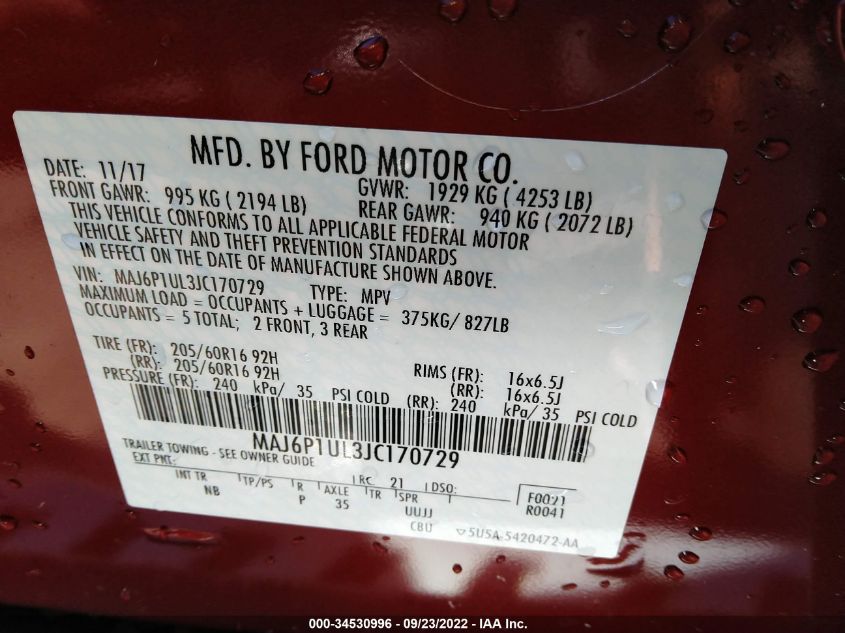 MFD. BY FORD MOTOR CO.
DATE: 11/17 GVWR: 1929 KG ( 4253 LB)
FRONT GAWR: 995 KG ( 2194 LB) REAR GAWR: 940 KG ( 2072 LB)
THIS VEHICLE CONFORMS TO ALL APPLICABLE FEDERAL MOTOR
VEHICLE SAFETY AND THEFT PREVENTION STANDARDS
IN EFFECT ON THE DATE OF MANUFACTURE SHOWN ABOVE.
VIN: MAJ6P1UL3JC170729 TYPE: MPV
MAXIMUM LOAD = OCCUPANTS + LUGGAGE = 375KG/ 827LB
OCCUPANTS = 5 TOTAL; 2 FRONT, 3 REAR
TIRE (FR): 205/60R16 92H RIMS (FR): 16x6.5J
(RR): 205/60R16 92H (RR): 16x6.5J
PRESSURE (FR): 240 kPa/ 35 PSI COLD (RR): 240 kPa/ 35 PSI COLD
MAJ6P1UL3JC170729
TRAILER TOWING - SEE OWNER GUIDE
EXT PNT: RC: 21 DSO:
INT TR TP/PS R AXLE TR SPR
NB P 35 UUJJ
CBU
F0021
R0041
5U5A-5420472-AA
000-34530996 - 09/23/2022 - IAA Inc.